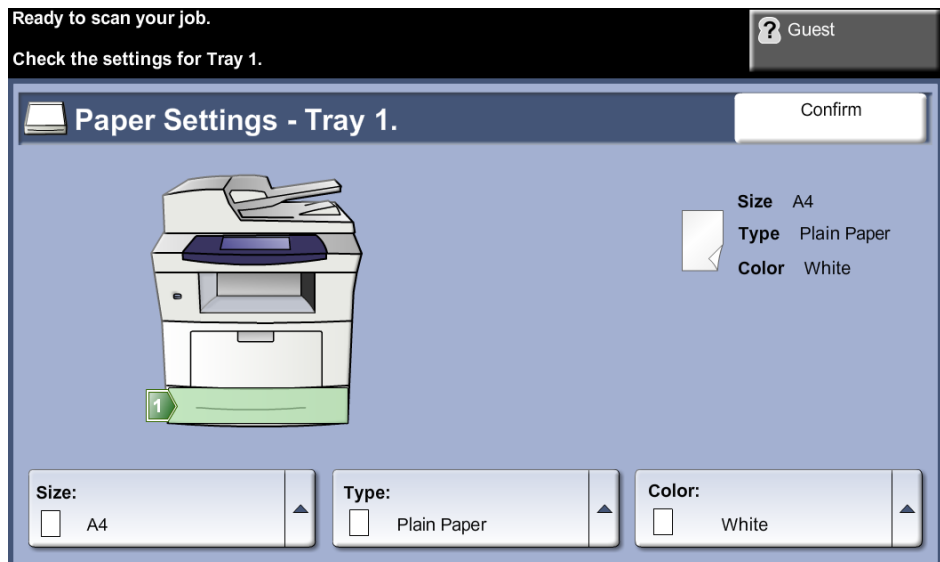 Ready to scan your job.
Check the settings for Tray 1.
? Guest
Paper Settings - Tray 1.
Confirm
Size A4
Type Plain Paper
Color White
1
Size:
A4
Type:
Plain Paper
Color:
White